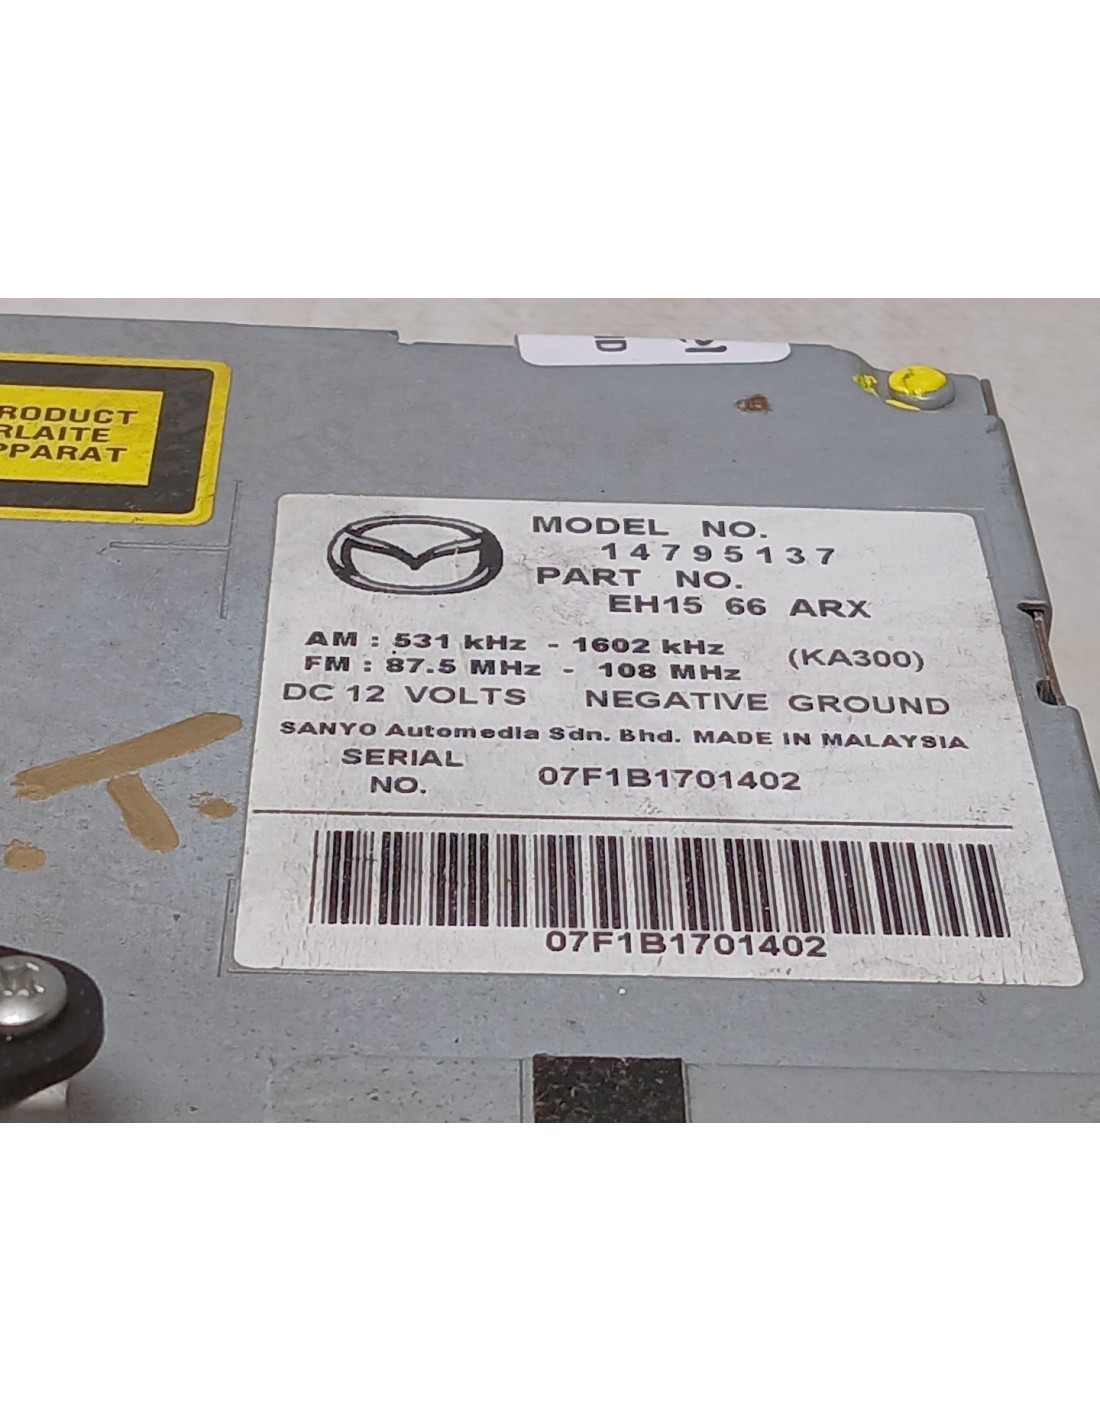 RODUCT
RLAITE
PPARAT
MODEL NO.
14795137
PART NO.
EH15 66 ARX
AM : 531 kHz - 1602 kHz
FM : 87.5 MHz - 108 MHz
(KA300)
DC 12 VOLTS NEGATIVE GROUND
SANYO Automedia Sdn. Bhd. MADE IN MALAYSIA
SERIAL
NO.
07F1B1701402
07F1B1701402